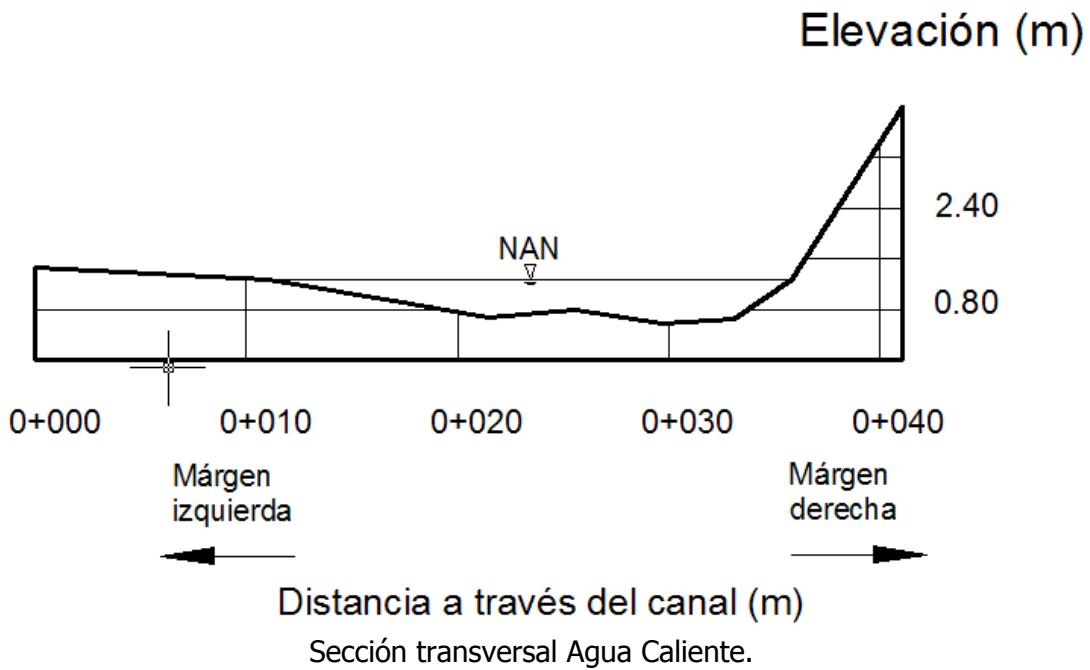 Elevación (m)
2.40
NAN
0.80
0+000 0+010 0+020 0+030 0+040
Márgen
izquierda
Márgen
derecha
Distancia a través del canal (m)
Sección transversal Agua Caliente.